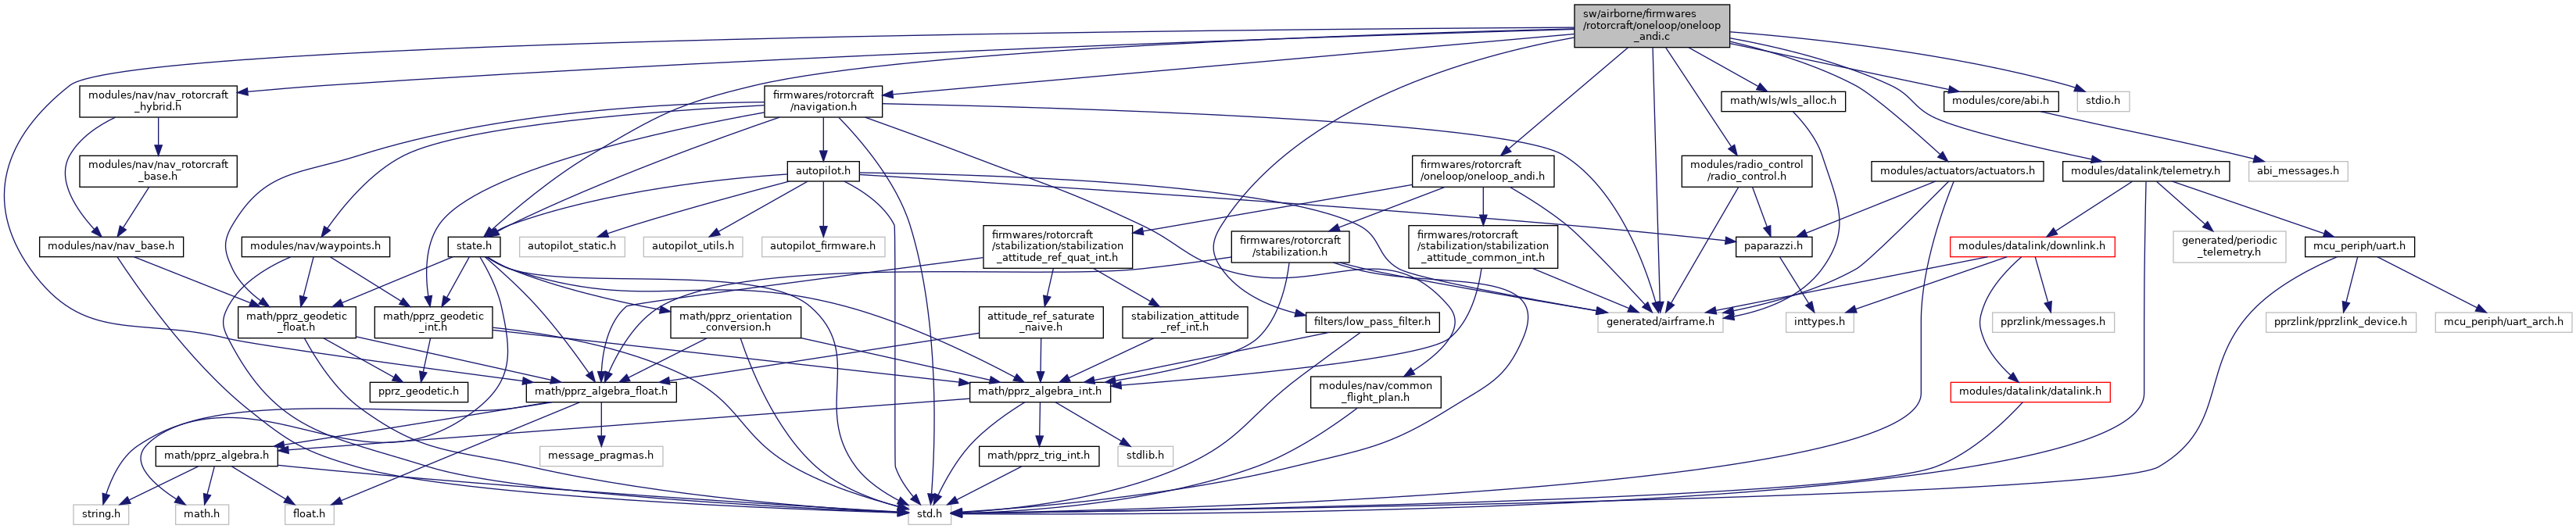 sw/airborne/firmwares
/rotorcraft/oneloop/oneloop
_andi.c
modules/nav/nav_rotorcraft
_hybrid.h
firmwares/rotorcraft
/navigation.h
math/wls/wls_alloc.h
modules/core/abi.h
stdio.h
modules/nav/nav_rotorcraft
_base.h
autopilot.h
firmwares/rotorcraft
/oneloop/oneloop_andi.h
modules/radio_control
/radio_control.h
modules/actuators/actuators.h
modules/datalink/telemetry.h
abi_messages.h
modules/nav/nav_base.h
modules/nav/waypoints.h
state.h
autopilot_static.h
autopilot_utils.h
autopilot_firmware.h
firmwares/rotorcraft
/stabilization/stabilization
_attitude_ref_quat_int.h
firmwares/rotorcraft
/stabilization.h
firmwares/rotorcraft
/stabilization/stabilization
_attitude_common_int.h
paparazzi.h
modules/datalink/downlink.h
generated/periodic
_telemetry.h
mcu_periph/uart.h
math/pprz_geodetic
_float.h
math/pprz_geodetic
_int.h
math/pprz_orientation
_conversion.h
attitude_ref_saturate
_naive.h
stabilization_attitude
_ref_int.h
filters/low_pass_filter.h
generated/airframe.h
inttypes.h
pprzlink/messages.h
pprzlink/pprzlink_device.h
mcu_periph/uart_arch.h
pprz_geodetic.h
math/pprz_algebra_float.h
math/pprz_algebra_int.h
modules/nav/common
_flight_plan.h
modules/datalink/datalink.h
math/pprz_algebra.h
message_pragmas.h
math/pprz_trig_int.h
stdlib.h
string.h
math.h
float.h
std.h